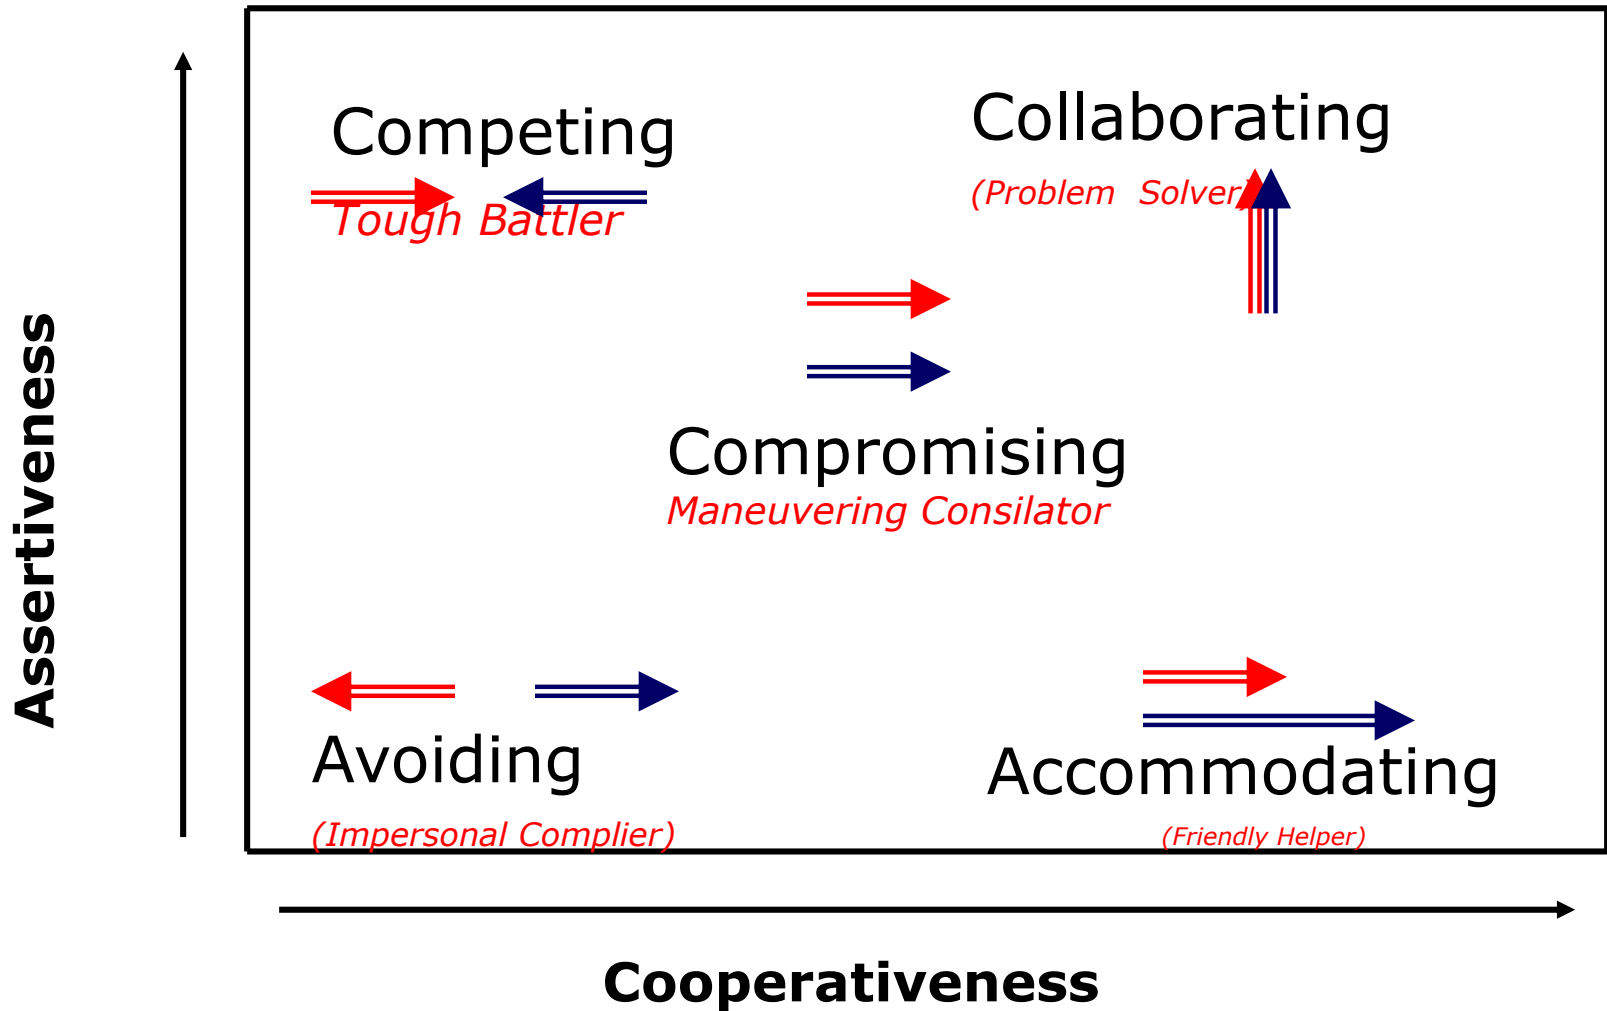 Competing
Tough Battler
Collaborating
(Problem Solver)
Compromising
Maneuvering Consilator
Avoiding
(Impersonal Complier)
Accommodating
(Friendly Helper)
Assertiveness
Cooperativeness